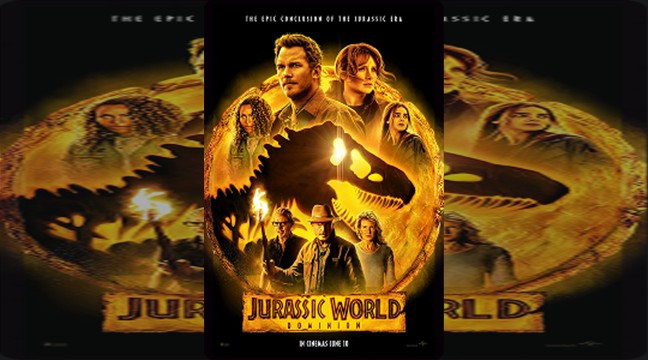 THE EPIC CONCLUSION OF THE JURASSIC ERA
JURASSIC WORLD
DOMINION
IN CINEMAS JUNE 10